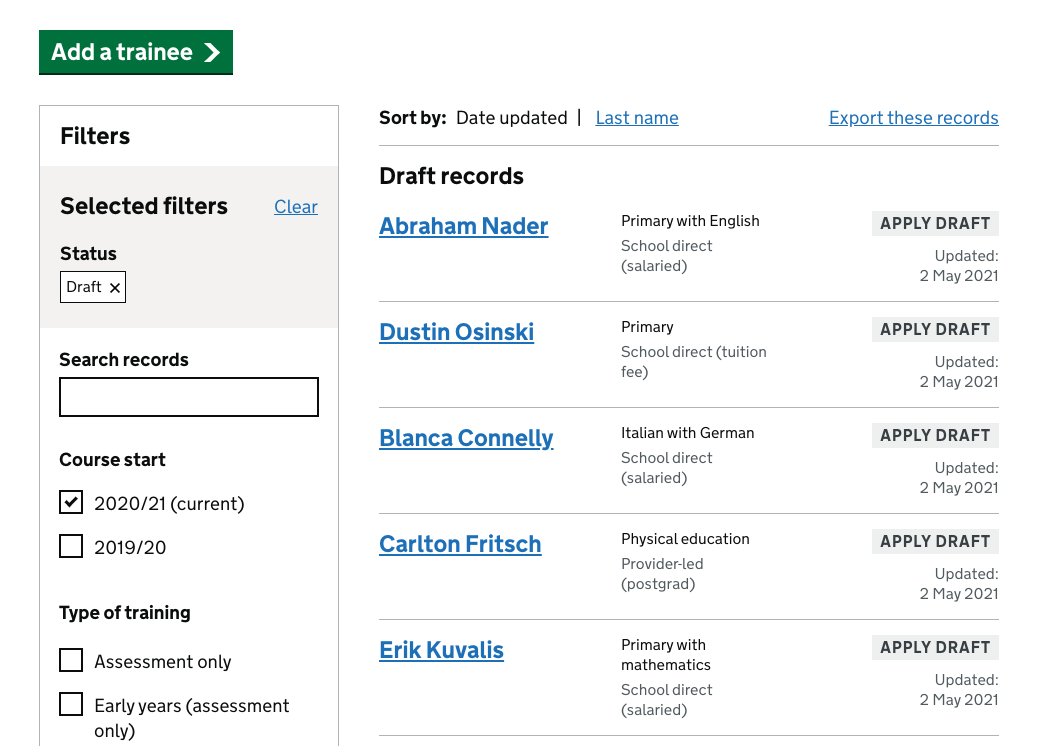 Add a trainee
Filters
Selected filters
Clear
Status
Draft
Search records
Course start
2020/21 (current)
2019/20
Type of training
Assessment only
Early years (assessment
only)
Sort by: Date updated | Last name
Export these records
Draft records
Abraham Nader
Primary with English
School direct
(salaried)
APPLY DRAFT
Updated:
2 May 2021
Dustin Osinski
Primary
School direct (tuition
fee)
APPLY DRAFT
Updated:
2 May 2021
Blanca Connelly
Italian with German
School direct
(salaried)
APPLY DRAFT
Updated:
2 May 2021
Carlton Fritsch
Physical education
Provider-led
(postgrad)
APPLY DRAFT
Updated:
2 May 2021
Erik Kuvalis
Primary with
mathematics
School direct
(salaried)
APPLY DRAFT
Updated:
2 May 2021